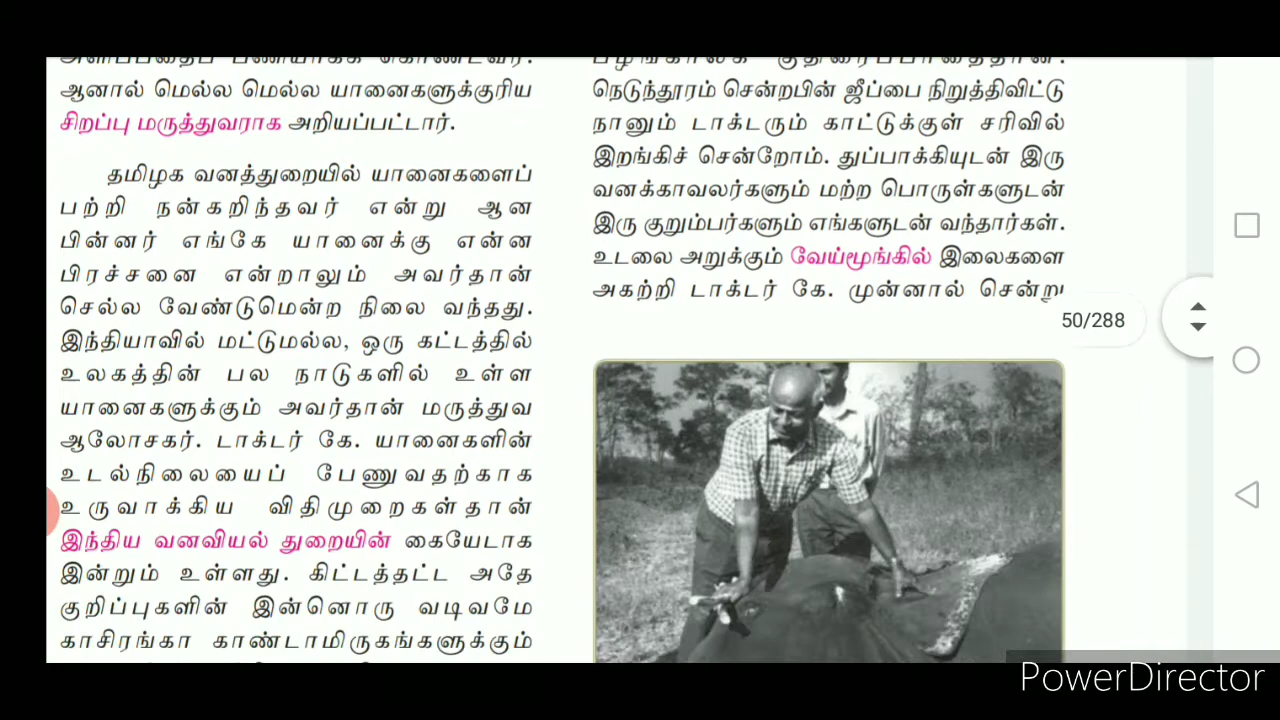 ஆனால் மெல்ல மெல்ல யானைகளுக்குரிய
சிறப்பு மருத்துவராக அறியப்பட்டார்.
தமிழக வனத்துறையில் யானைகளைப்
பற்றி நன்கறிந்தவர் என்று ஆன
பின்னர் எங்கே யானைக்கு என்ன
பிரச்சனை என்றாலும் அவர்தான்
செல்ல வேண்டுமென்ற நிலை வந்தது.
இந்தியாவில் மட்டுமல்ல, ஒரு கட்டத்தில்
உலகத்தின் பல நாடுகளில் உள்ள
யானைகளுக்கும் அவர்தான் மருத்துவ
ஆலோசகர். டாக்டர் கே. யானைகளின்
உடல்நிலையைப் பேணுவதற்காக
உருவாக்கிய விதிமுறைகள்தான்
இந்திய வனவியல் துறையின் கையேடாக
இன்றும் உள்ளது. கிட்டத்தட்ட அதே
குறிப்புகளின் இன்னொரு வடிவமே
காசிரங்கா காண்டாமிருகங்களுக்கும்
நெடுந்தூரம் சென்றபின் ஜீப்பை நிறுத்திவிட்டு
நானும் டாக்டரும் காட்டுக்குள் சரிவில்
இறங்கிச் சென்றோம். துப்பாக்கியுடன் இரு
வனக்காவலர்களும் மற்ற பொருள்களுடன்
இரு குறும்பர்களும் எங்களுடன் வந்தார்கள்.
உடலை அறுக்கும் வேய்மூங்கில் இலைகளை
அகற்றி டாக்டர் கே. முன்னால் சென்று
50/288
PowerDirector